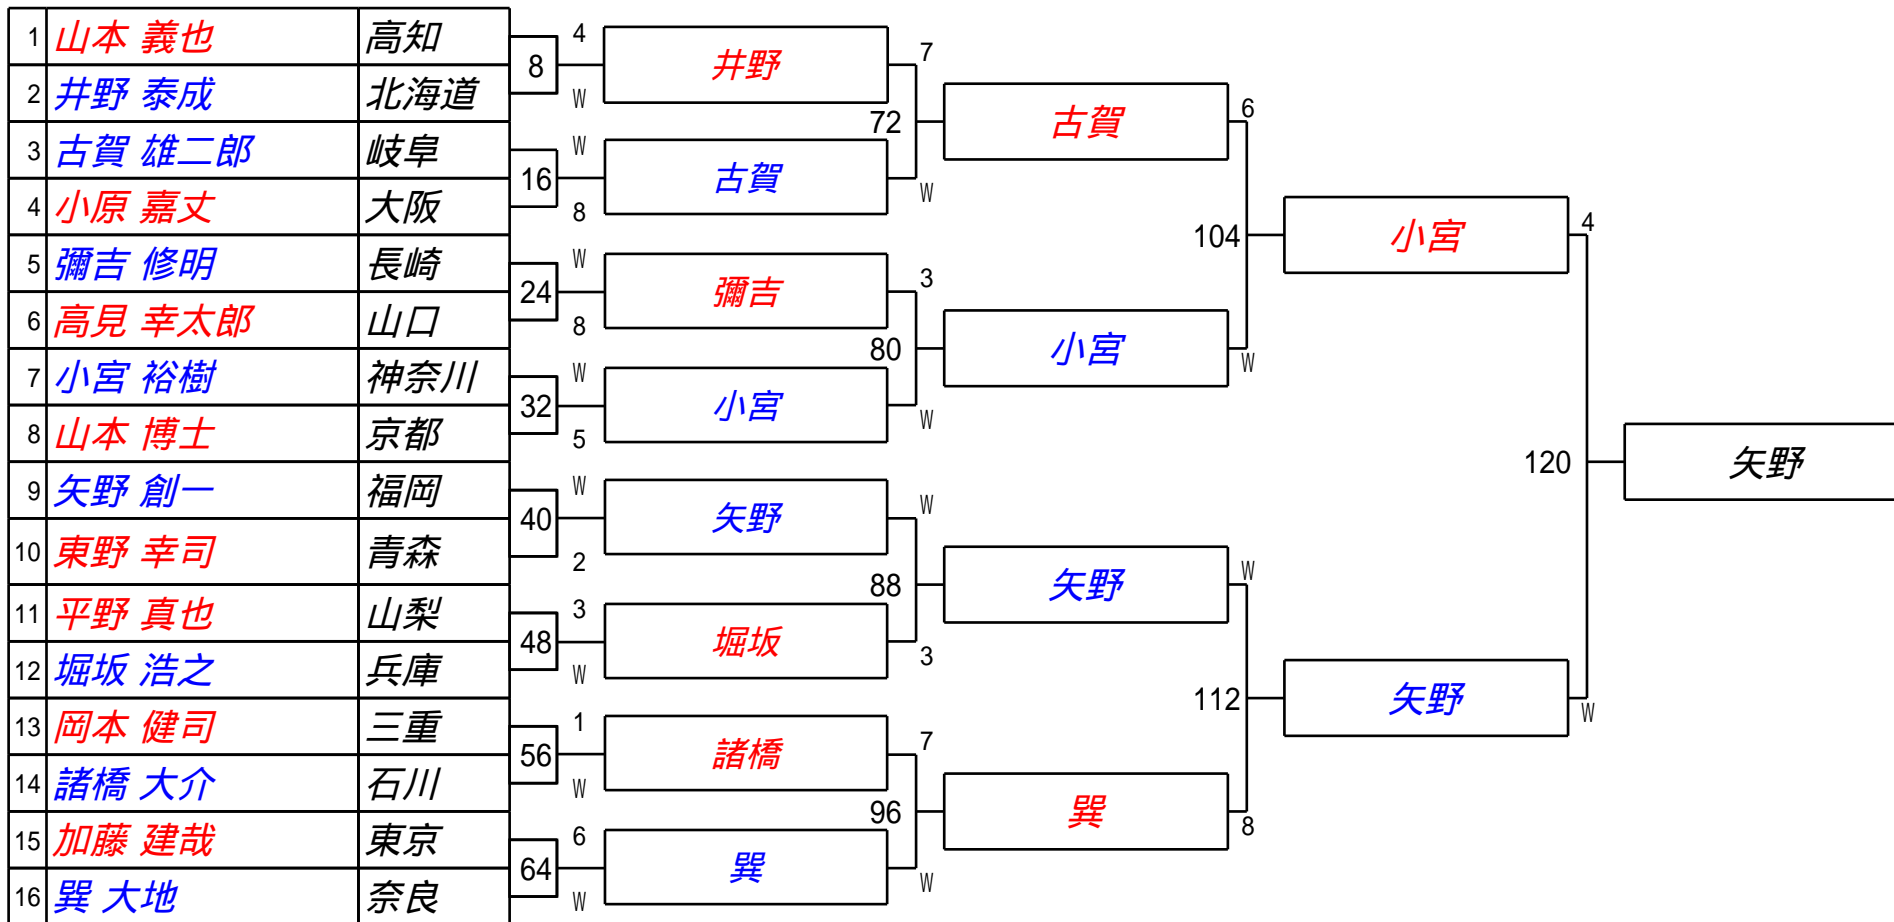 1 山本 義也 高知
2 井野 泰成 北海道
3 古賀 雄二郎 岐阜
4 小原 嘉丈 大阪
5 彌吉 修明 長崎
6 高見 幸太郎 山口
7 小宮 裕樹 神奈川
8 山本 博士 京都
9 矢野 創一 福岡
10 東野 幸司 青森
11 平野 真也 山梨
12 堀坂 浩之 兵庫
13 岡本 健司 三重
14 諸橋 大介 石川
15 加藤 建哉 東京
16 巽 大地 奈良
4
8
W
W
16
8
W
24
8
W
32
5
W
40
2
3
48
W
1
56
W
6
64
W
井野
古賀
彌吉
小宮
矢野
堀坂
諸橋
巽
7
72
W
3
80
W
W
88
3
7
96
W
古賀
小宮
矢野
巽
6
104
W
W
112
8
小宮
矢野
4
120
W
矢野